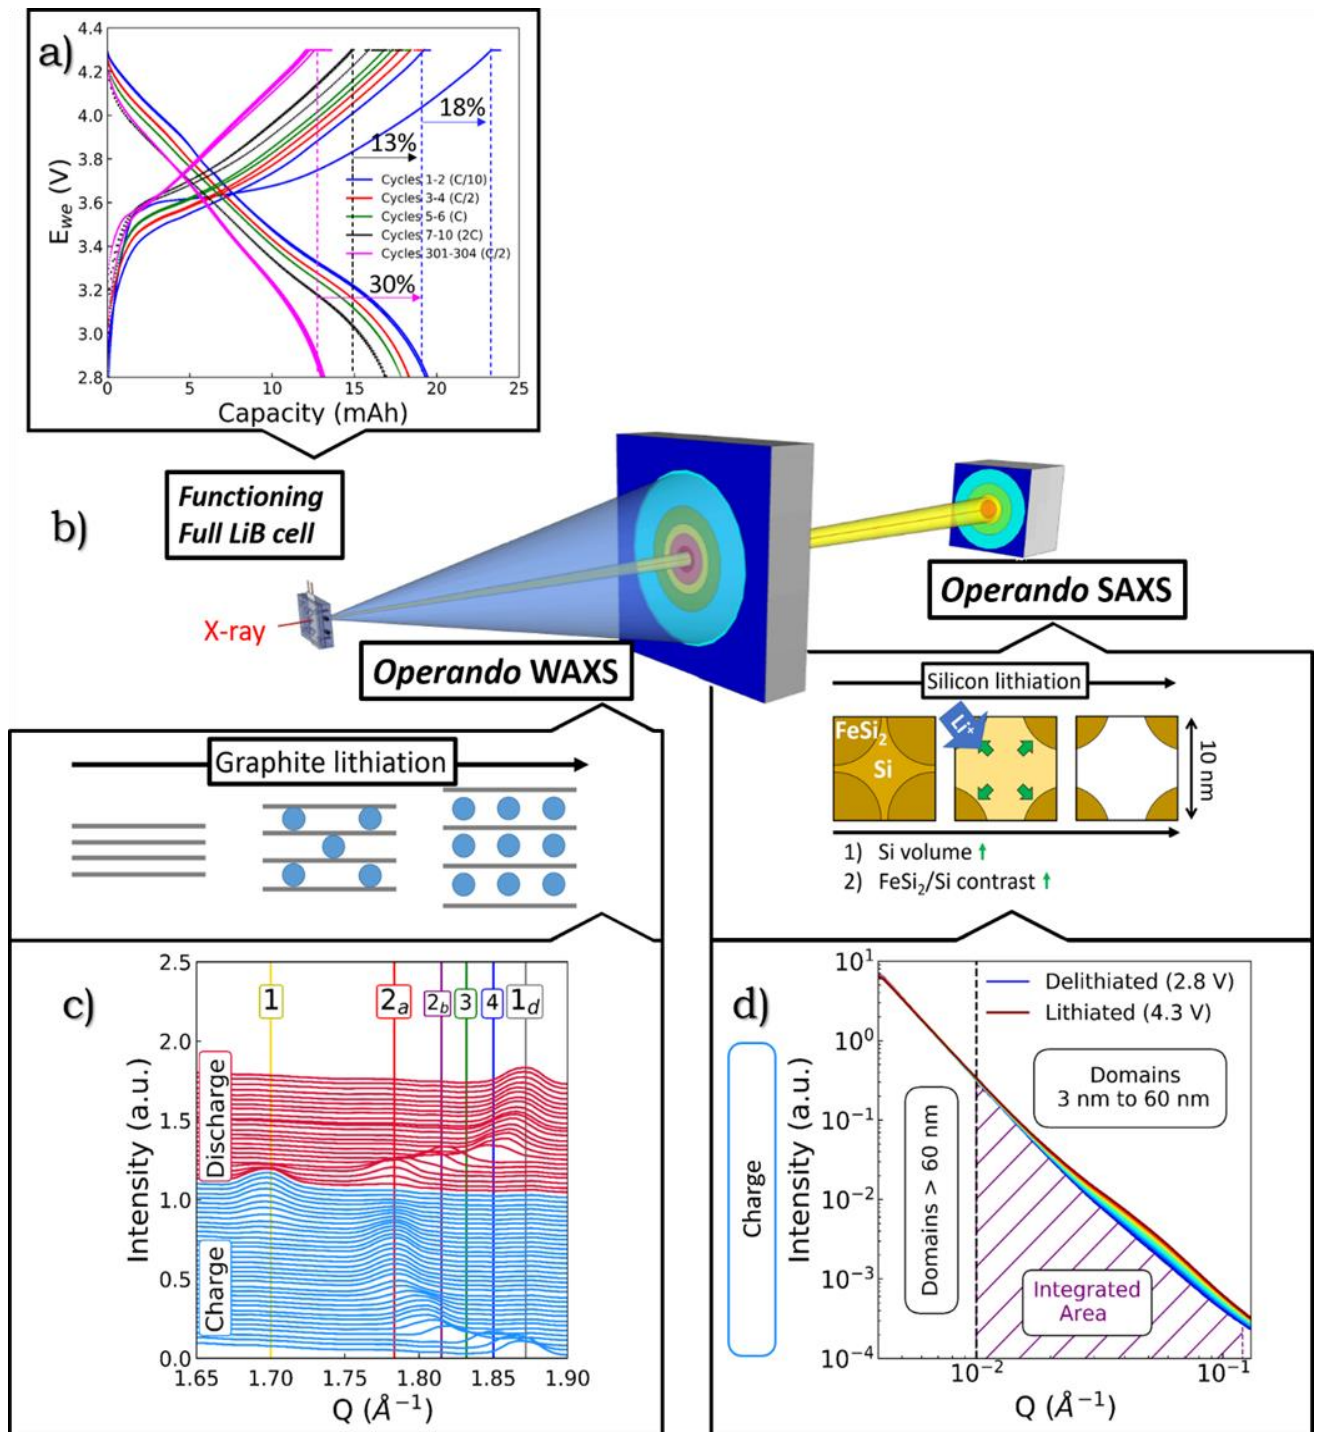 a)
4.4
4.2
4.0
3.8
3.6
3.4
3.2
3.0
2.8
E_we (V)
18%
13%
Cycles 1-2 (C/10)
Cycles 3-4 (C/2)
Cycles 5-6 (C)
Cycles 7-10 (2C)
Cycles 301-304 (C/2)
30%
0 5 10 15 20 25
Capacity (mAh)
b)
Functioning
Full LiB cell
X-ray
Operando WAXS
Operando SAXS
Graphite lithiation
Silicon lithiation
FeSi₂
Si
Li⁺
10 nm
1) Si volume ↑
2) FeSi₂/Si contrast ↑
c)
2.5
2.0
1.5
1.0
0.5
0.0
Intensity (a.u.)
1 2ₐ 2_b 3 4 1_d
Discharge
Charge
1.65 1.70 1.75 1.80 1.85 1.90
Q (Å⁻¹)
d)
Charge
10¹
10⁰
10⁻¹
10⁻²
10⁻³
10⁻⁴
Intensity (a.u.)
Delithiated (2.8 V)
Lithiated (4.3 V)
Domains
3 nm to 60 nm
Domains > 60 nm
Integrated
Area
10⁻² 10⁻¹
Q (Å⁻¹)